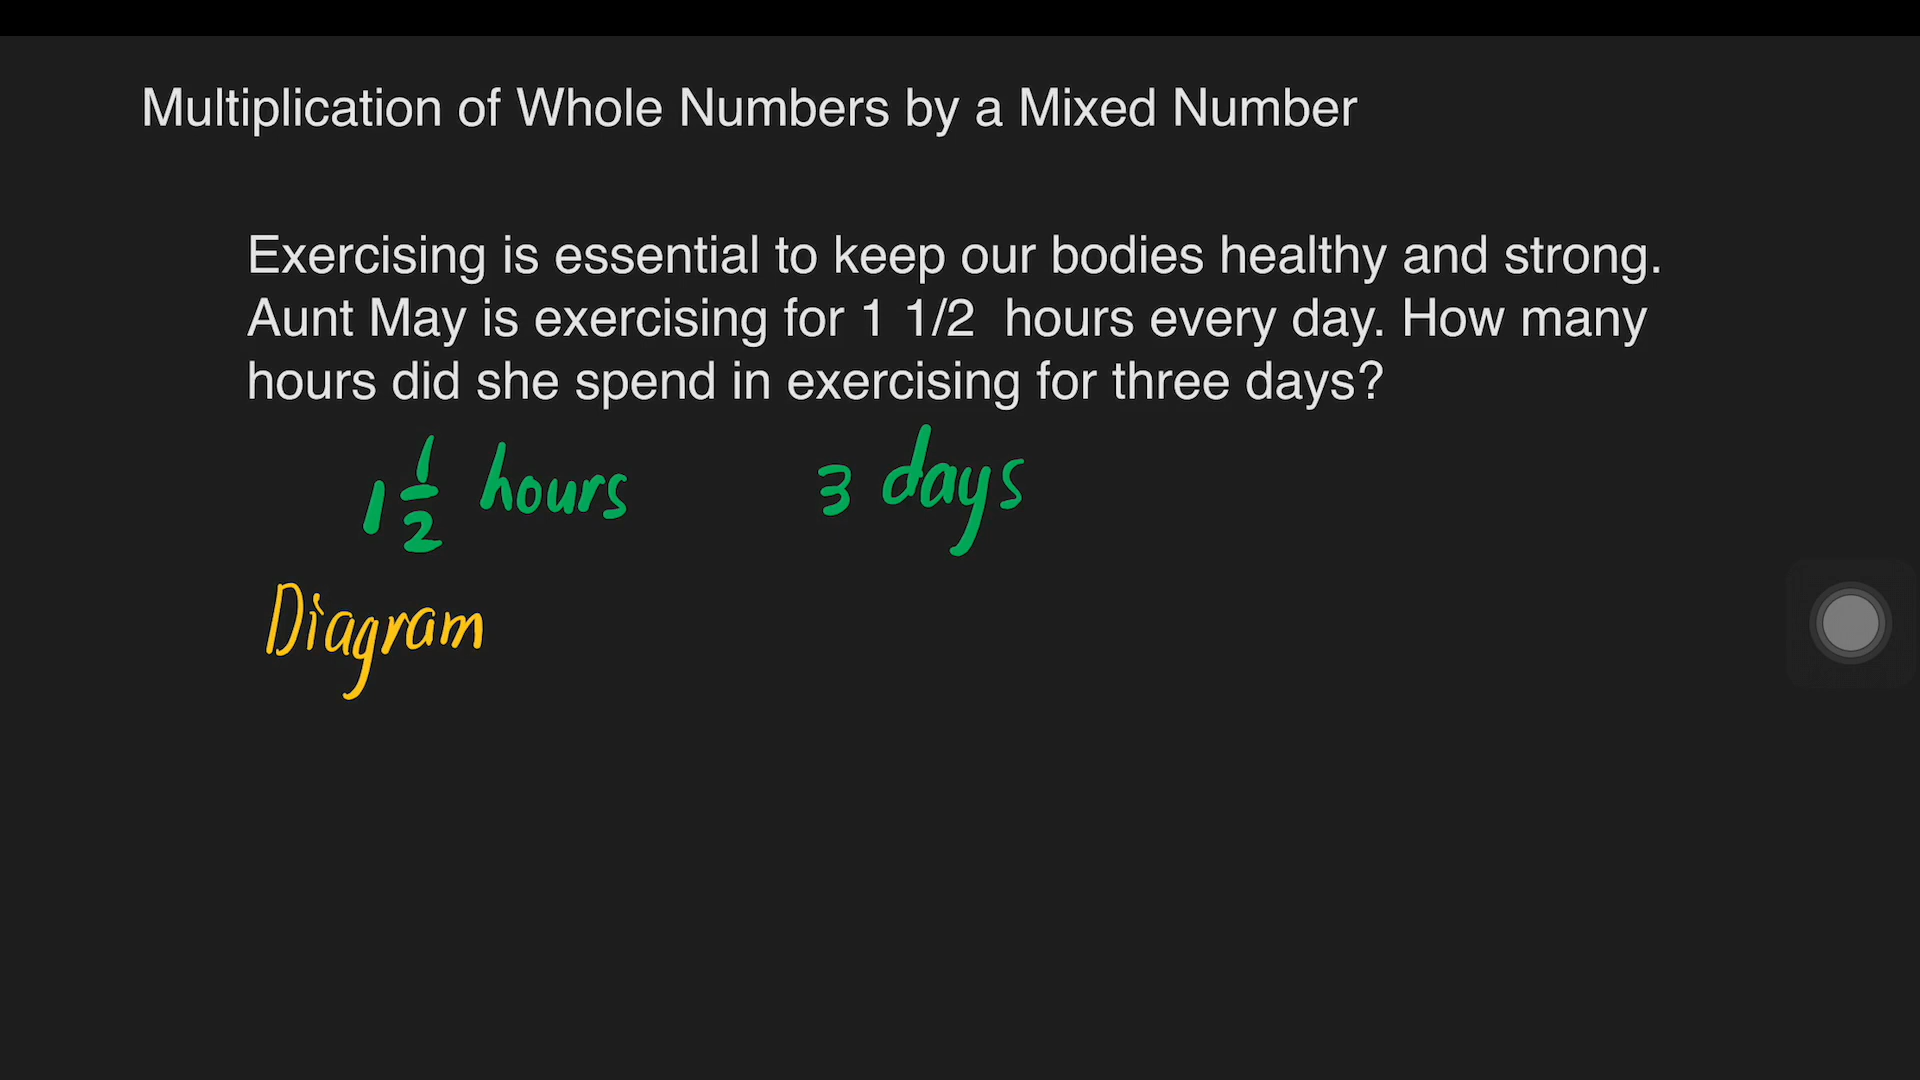 Multiplication of Whole Numbers by a Mixed Number
Exercising is essential to keep our bodies healthy and strong.
Aunt May is exercising for 1 1/2 hours every day. How many
hours did she spend in exercising for three days?
1 1/2 hours 3 days
Diagram